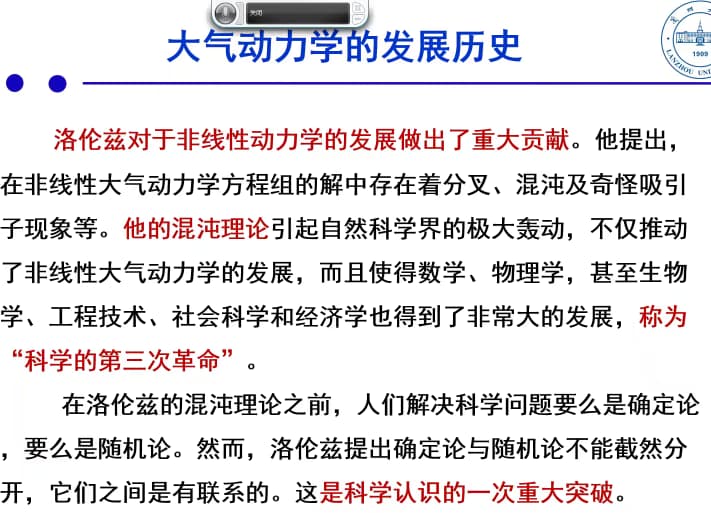 关闭
大气动力学的发展历史
1909
LANZHOU UNI
洛伦兹对于非线性动力学的发展做出了重大贡献。他提出，
在非线性大气动力学方程组的解中存在着分叉、混沌及奇怪吸引
子现象等。他的混沌理论引起自然科学界的极大轰动，不仅推动
了非线性大气动力学的发展，而且使得数学、物理学，甚至生物
学、工程技术、社会科学和经济学也得到了非常大的发展，称为
“科学的第三次革命”。
在洛伦兹的混沌理论之前，人们解决科学问题要么是确定论
，要么是随机论。然而，洛伦兹提出确定论与随机论不能截然分
开，它们之间是有联系的。这是科学认识的一次重大突破。